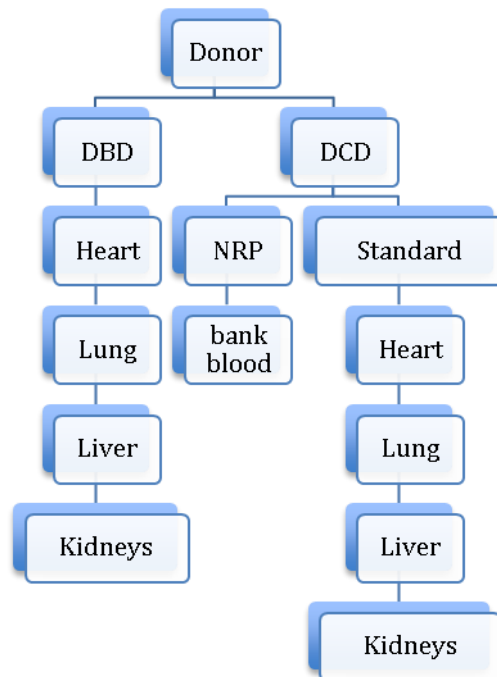 Donor
DBD
DCD
Heart
NRP
Standard
Lung
bank
blood
Heart
Liver
Lung
Kidneys
Liver
Kidneys